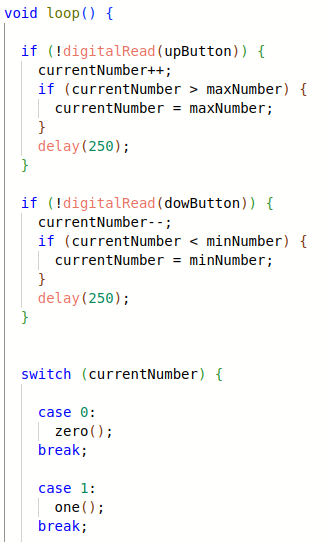 void loop() {
if (!digitalRead(upButton)) {
currentNumber++;
if (currentNumber > maxNumber) {
currentNumber = maxNumber;
}
delay(250);
}
if (!digitalRead(dowButton)) {
currentNumber--;
if (currentNumber < minNumber) {
currentNumber = minNumber;
}
delay(250);
}
switch (currentNumber) {
case 0:
zero();
break;
case 1:
one();
break;